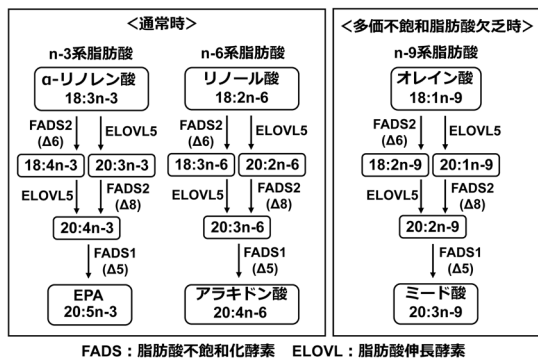 <通常時>
n-3系脂肪酸
α-リノレン酸
18:3n-3
FADS2
(Δ6)
ELOVL5
18:4n-3
20:3n-3
ELOVL5
FADS2
(Δ8)
20:4n-3
FADS1
(Δ5)
EPA
20:5n-3
n-6系脂肪酸
リノール酸
18:2n-6
FADS2
(Δ6)
ELOVL5
18:3n-6
20:2n-6
ELOVL5
FADS2
(Δ8)
20:3n-6
FADS1
(Δ5)
アラキドン酸
20:4n-6
<多価不飽和脂肪酸欠乏時>
n-9系脂肪酸
オレイン酸
18:1n-9
FADS2
(Δ6)
ELOVL5
18:2n-9
20:1n-9
ELOVL5
FADS2
(Δ8)
20:2n-9
FADS1
(Δ5)
ミード酸
20:3n-9
FADS：脂肪酸不飽和化酵素　ELOVL：脂肪酸伸長酵素